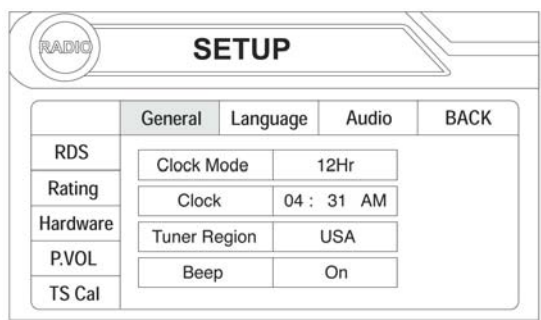 RADIO
SETUP
General Language Audio BACK
RDS
Rating
Hardware
P.VOL
TS Cal
Clock Mode 12Hr
Clock 04 : 31 AM
Tuner Region USA
Beep On